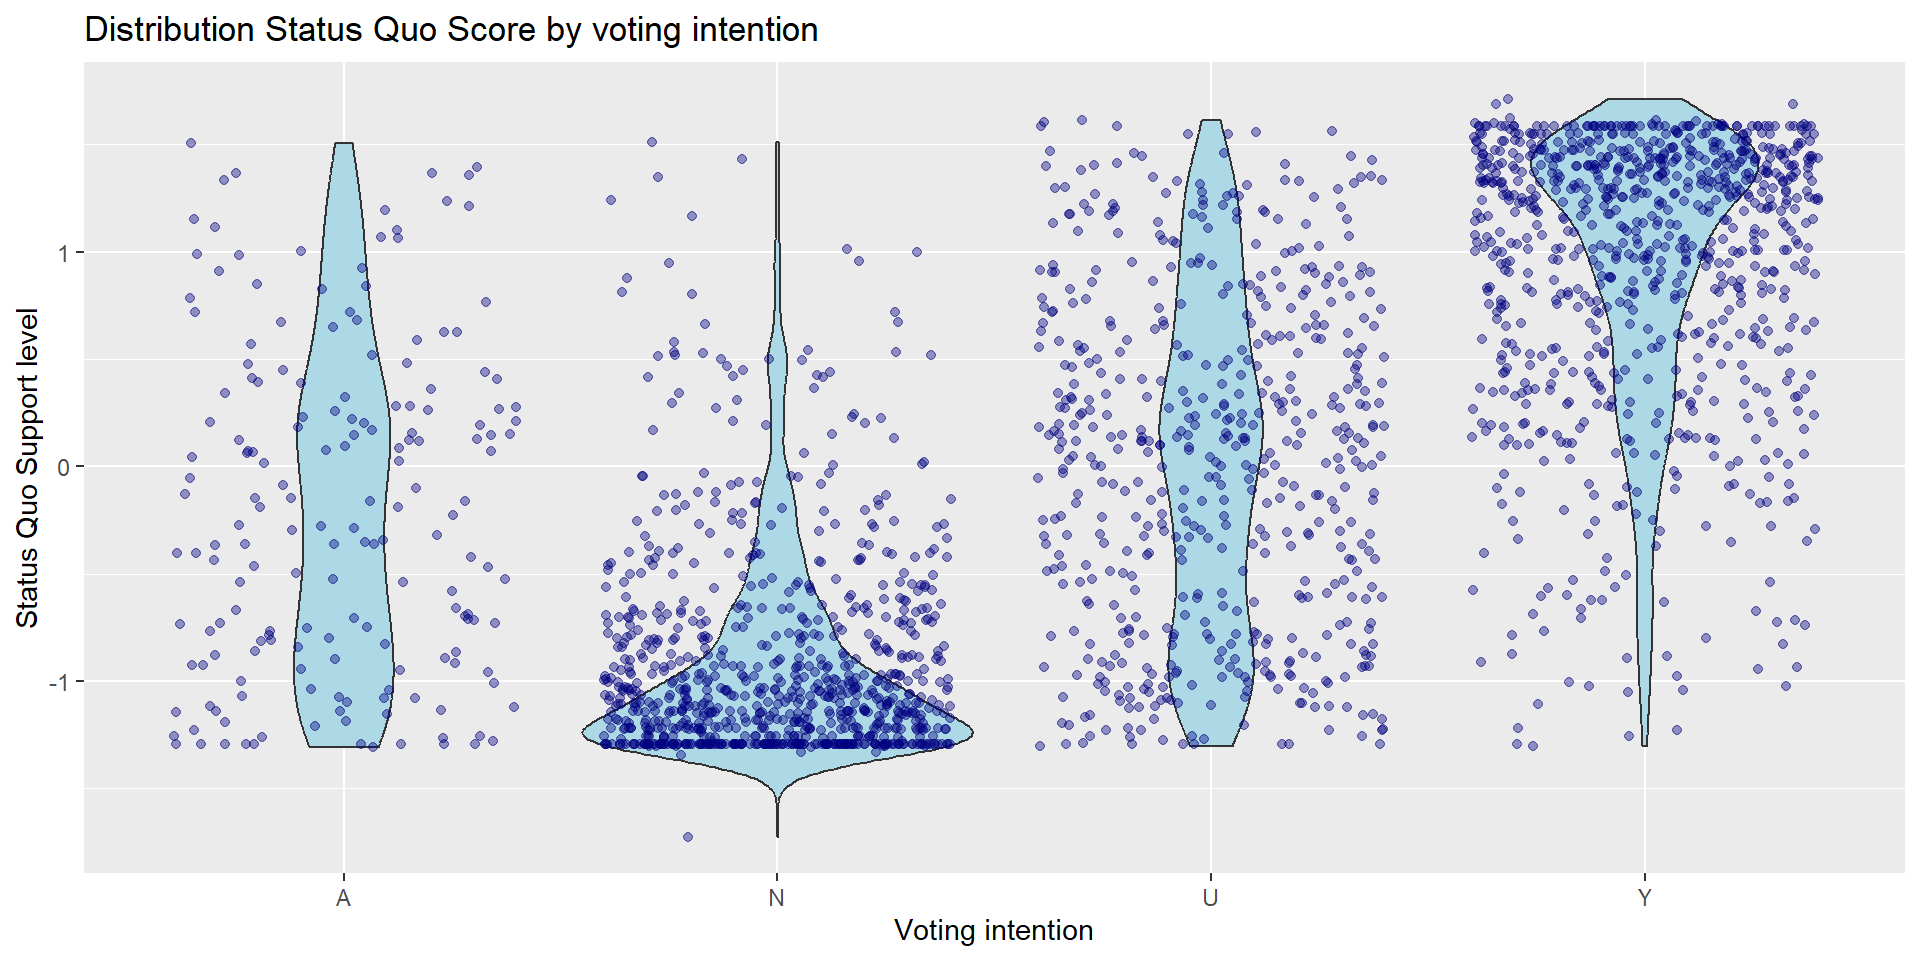 Distribution Status Quo Score by voting intention
Status Quo Support level
1
0
-1
A
N
U
Y
Voting intention